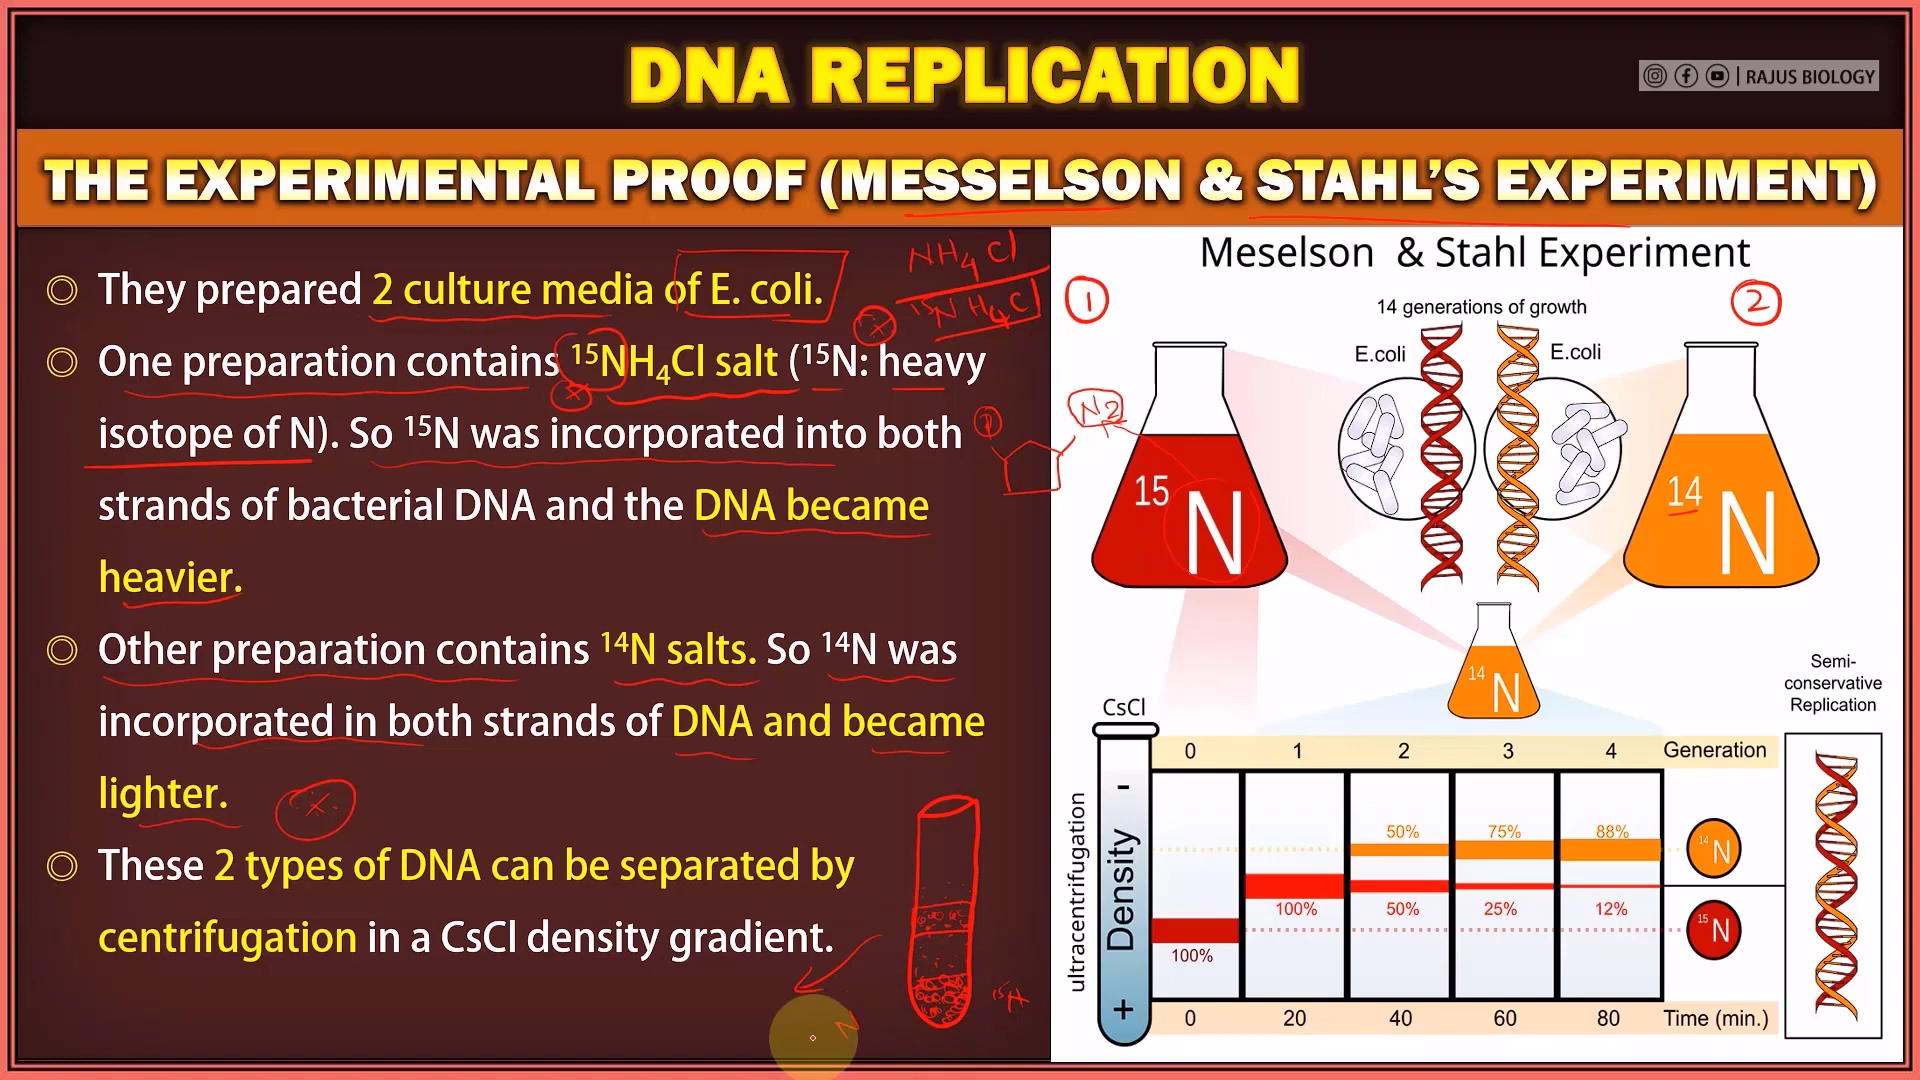 DNA REPLICATION
| RAJUS BIOLOGY
THE EXPERIMENTAL PROOF (MESSELSON & STAHL'S EXPERIMENT)
◎ They prepared 2 culture media of E. coli.
◎ One preparation contains ¹⁵NH₄Cl salt (¹⁵N: heavy
isotope of N). So ¹⁵N was incorporated into both
strands of bacterial DNA and the DNA became
heavier.
◎ Other preparation contains ¹⁴N salts. So ¹⁴N was
incorporated in both strands of DNA and became
lighter.
◎ These 2 types of DNA can be separated by
centrifugation in a CsCl density gradient.
NH₄Cl
¹⁵NH₄Cl
N2
¹⁵N
N
Meselson & Stahl Experiment
1
2
14 generations of growth
E.coli
E.coli
15 N
14 N
14 N
Semi-
conservative
Replication
CsCl
0 1 2 3 4 Generation
ultracentrifugation
- Density +
50% 75% 88%
14 N
100% 50% 25% 12%
15 N
100%
0 20 40 60 80 Time (min.)